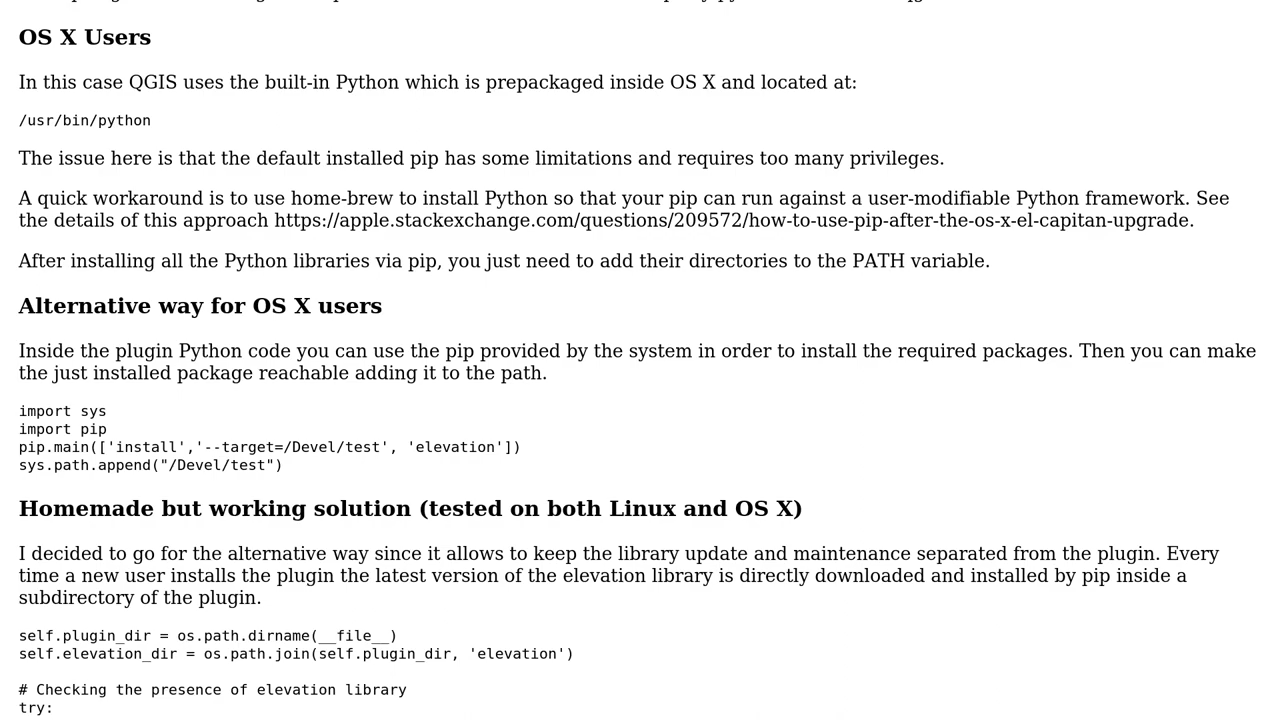 OS X Users
In this case QGIS uses the built-in Python which is prepackaged inside OS X and located at:
/usr/bin/python
The issue here is that the default installed pip has some limitations and requires too many privileges.
A quick workaround is to use home-brew to install Python so that your pip can run against a user-modifiable Python framework. See
the details of this approach https://apple.stackexchange.com/questions/209572/how-to-use-pip-after-the-os-x-el-capitan-upgrade.
After installing all the Python libraries via pip, you just need to add their directories to the PATH variable.
Alternative way for OS X users
Inside the plugin Python code you can use the pip provided by the system in order to install the required packages. Then you can make
the just installed package reachable adding it to the path.
import sys
import pip
pip.main(['install','--target=/Devel/test', 'elevation'])
sys.path.append("/Devel/test")
Homemade but working solution (tested on both Linux and OS X)
I decided to go for the alternative way since it allows to keep the library update and maintenance separated from the plugin. Every
time a new user installs the plugin the latest version of the elevation library is directly downloaded and installed by pip inside a
subdirectory of the plugin.
self.plugin_dir = os.path.dirname(__file__)
self.elevation_dir = os.path.join(self.plugin_dir, 'elevation')
# Checking the presence of elevation library
try: